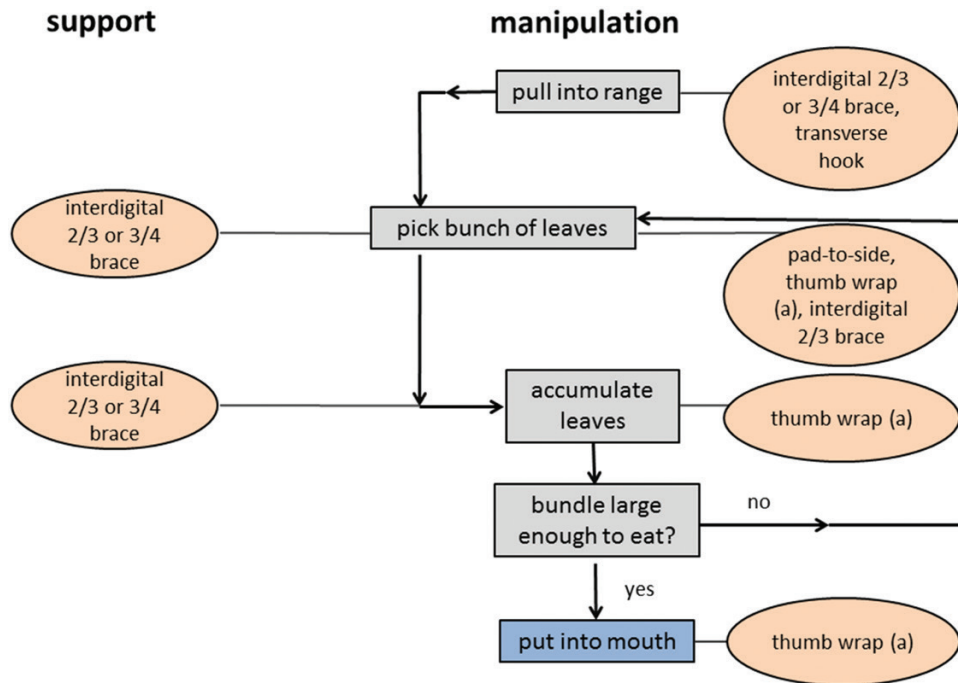 support
manipulation
pull into range
interdigital 2/3
or 3/4 brace,
transverse
hook
interdigital
2/3 or 3/4
brace
pick bunch of leaves
pad-to-side,
thumb wrap
(a), interdigital
2/3 brace
interdigital
2/3 or 3/4
brace
accumulate
leaves
thumb wrap (a)
bundle large
enough to eat?
no
yes
put into mouth
thumb wrap (a)